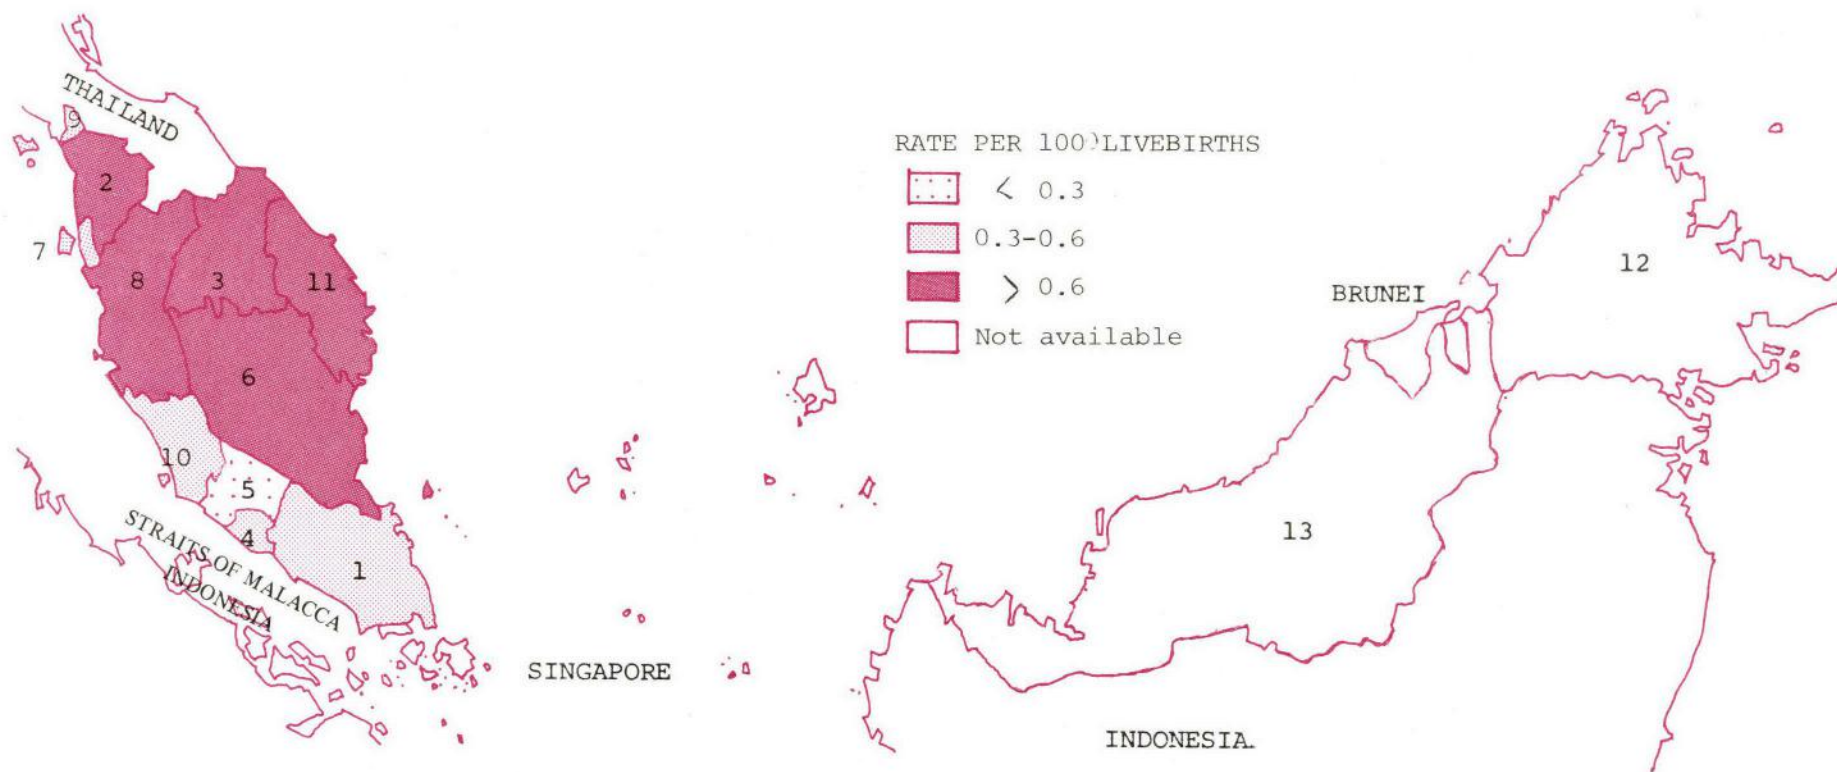 THAILAND
9
2
7
8
3
11
6
10
5
4
1
STRAITS OF MALACCA
INDONESIA
SINGAPORE
RATE PER 100 LIVEBIRTHS
< 0.3
0.3-0.6
> 0.6
Not available
BRUNEI
12
13
INDONESIA.